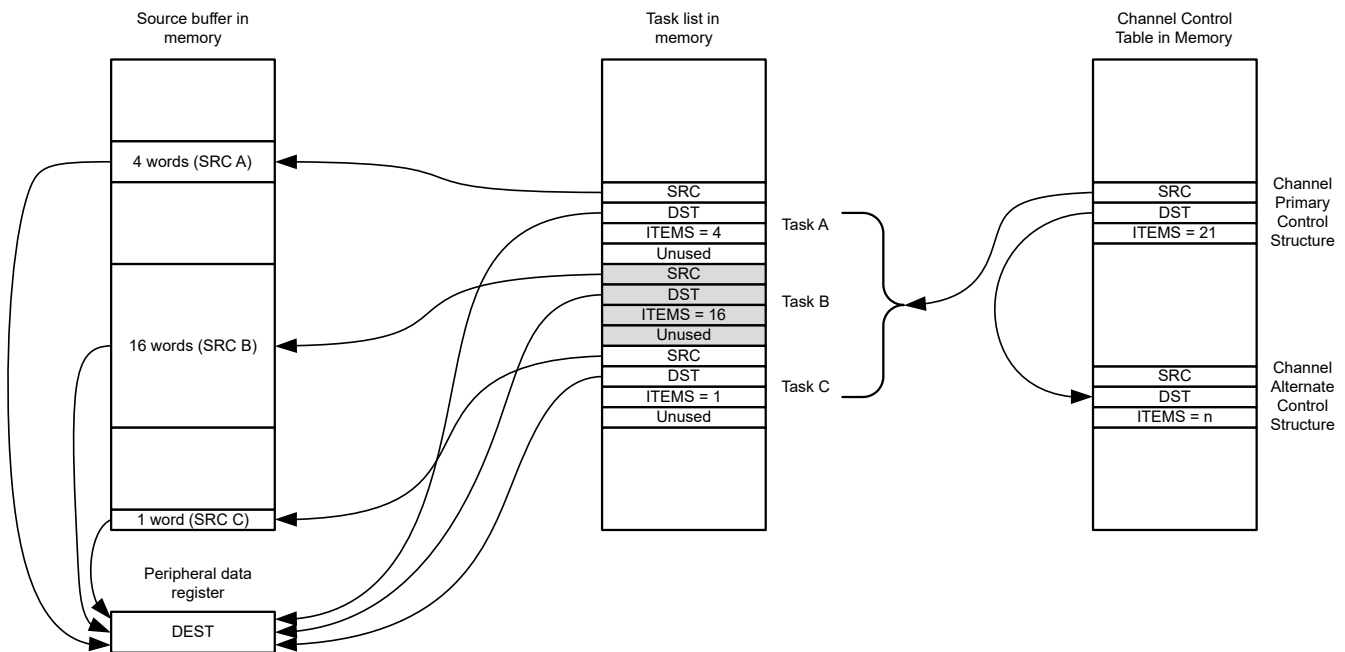 Source buffer in
memory
4 words (SRC A)
16 words (SRC B)
1 word (SRC C)
Peripheral data
register
DEST
Task list in
memory
SRC
DST
ITEMS = 4
Unused
SRC
DST
ITEMS = 16
Unused
SRC
DST
ITEMS = 1
Unused
Task A
Task B
Task C
Channel Control
Table in Memory
SRC
DST
ITEMS = 21
Channel
Primary
Control
Structure
SRC
DST
ITEMS = n
Channel
Alternate
Control
Structure